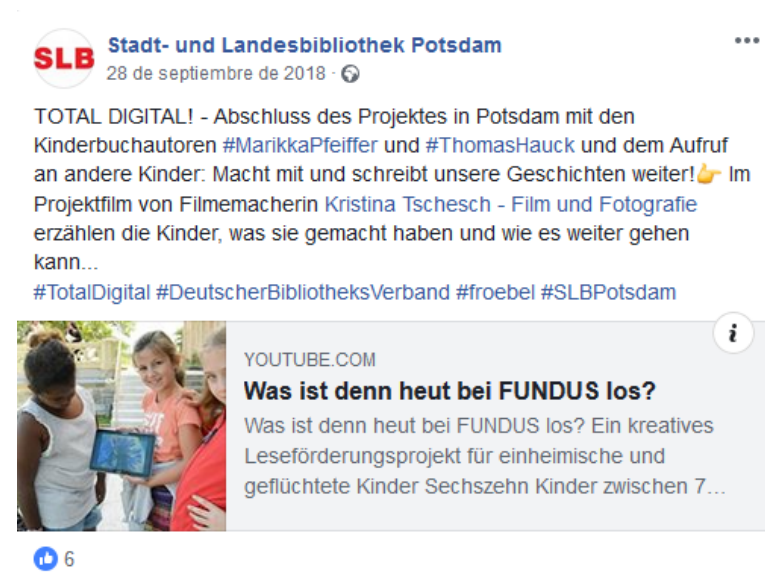 SLB
Stadt- und Landesbibliothek Potsdam
28 de septiembre de 2018 ·
TOTAL DIGITAL! - Abschluss des Projektes in Potsdam mit den
Kinderbuchautoren #MarikkaPfeiffer und #ThomasHauck und dem Aufruf
an andere Kinder: Macht mit und schreibt unsere Geschichten weiter!👉 Im
Projektfilm von Filmemacherin Kristina Tschesch - Film und Fotografie
erzählen die Kinder, was sie gemacht haben und wie es weiter gehen
kann...
#TotalDigital #DeutscherBibliotheksVerband #froebel #SLBPotsdam
YOUTUBE.COM
Was ist denn heut bei FUNDUS los?
Was ist denn heut bei FUNDUS los? Ein kreatives
Leseförderungsprojekt für einheimische und
geflüchtete Kinder Sechszehn Kinder zwischen 7...
6